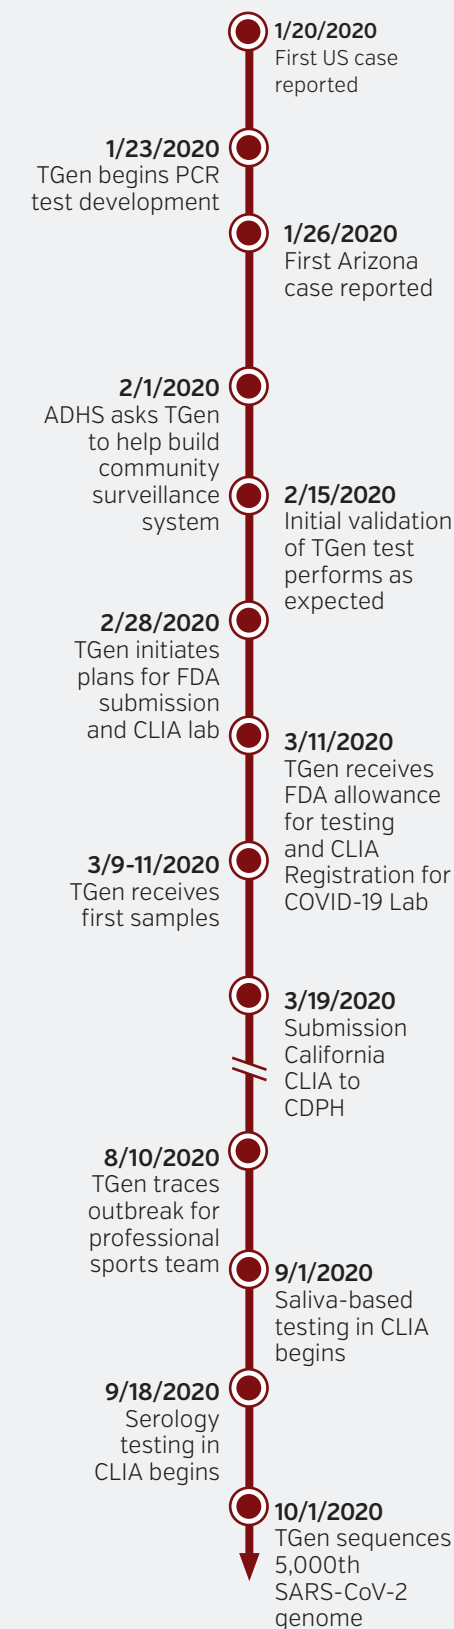 1/20/2020
First US case
reported
1/23/2020
TGen begins PCR
test development
1/26/2020
First Arizona
case reported
2/1/2020
ADHS asks TGen
to help build
community
surveillance
system
2/15/2020
Initial validation
of TGen test
performs as
expected
2/28/2020
TGen initiates
plans for FDA
submission
and CLIA lab
3/11/2020
TGen receives
FDA allowance
for testing
and CLIA
Registration for
COVID-19 Lab
3/9-11/2020
TGen receives
first samples
3/19/2020
Submission
California
CLIA to
CDPH
8/10/2020
TGen traces
outbreak for
professional
sports team
9/1/2020
Saliva-based
testing in CLIA
begins
9/18/2020
Serology
testing in
CLIA begins
10/1/2020
TGen sequences
5,000th
SARS-CoV-2
genome